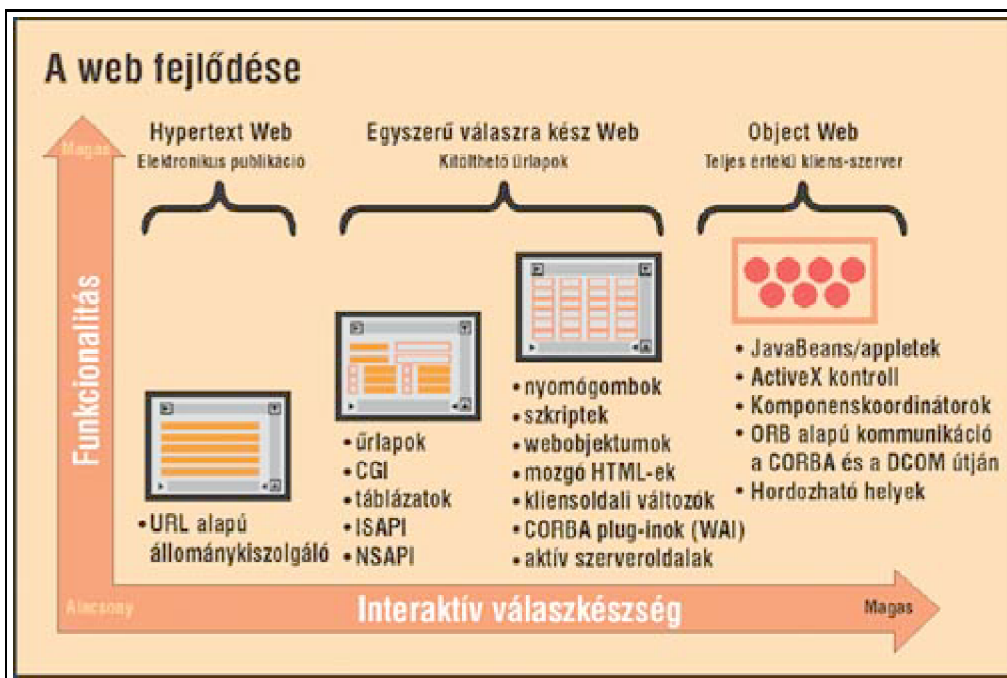 A web fejlődése
Hypertext Web
Elektronikus publikáció
Egyszerű válaszra kész Web
Kitölthető űrlapok
Object Web
Teljes értékű kliens-szerver
Magas
Funkcionalitás
• URL alapú
állománykiszolgáló
• űrlapok
• CGI
• táblázatok
• ISAPI
• NSAPI
• nyomógombok
• szkriptek
• webobjektumok
• mozgó HTML-ek
• kliensoldali változók
• CORBA plug-inok (WAI)
• aktív szerveroldalak
• JavaBeans/appletek
• ActiveX kontroll
• Komponenskoordinátorok
• ORB alapú kommunikáció
a CORBA és a DCOM útján
• Hordozható helyek
Alacsony
Interaktív válaszkészség
Magas